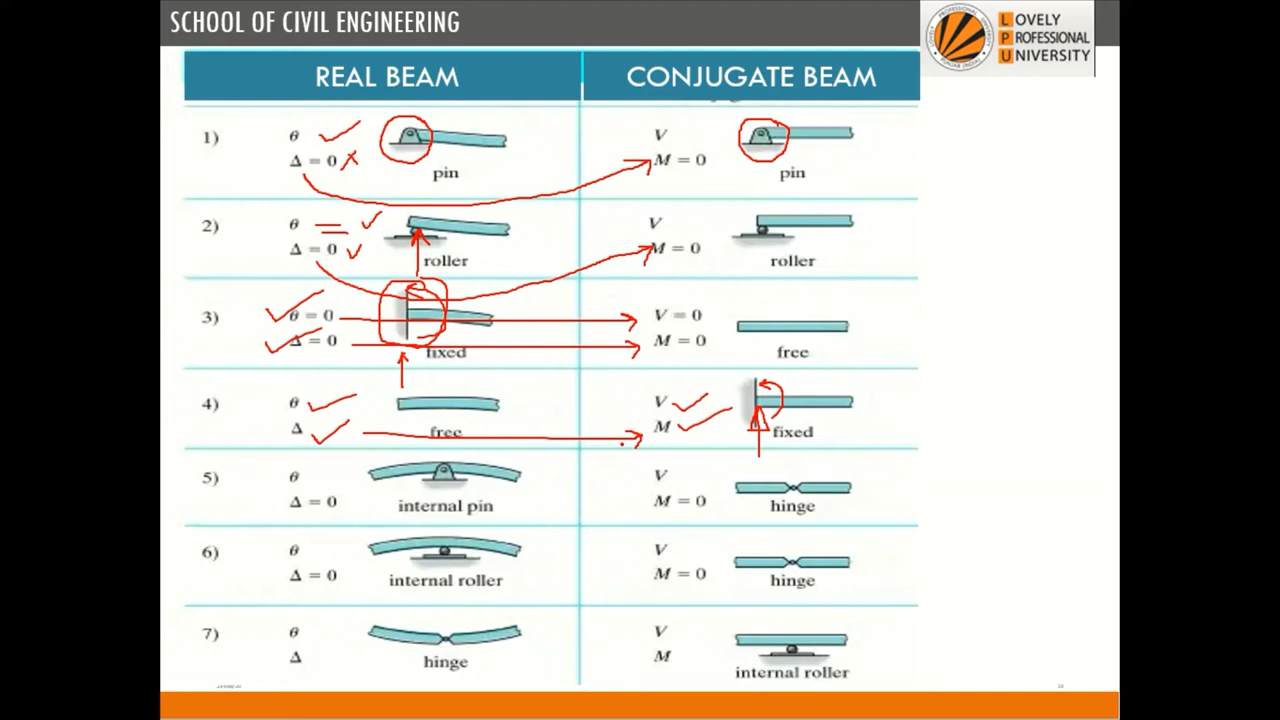 SCHOOL OF CIVIL ENGINEERING
LOVELY
PROFESSIONAL
UNIVERSITY
REAL BEAM
CONJUGATE BEAM
1)
θ
Δ = 0
pin
V
M = 0
pin
2)
θ
Δ = 0
roller
V
M = 0
roller
3)
θ = 0
Δ = 0
fixed
V = 0
M = 0
free
4)
θ
Δ
free
V
M
fixed
5)
θ
Δ = 0
internal pin
V
M = 0
hinge
6)
θ
Δ = 0
internal roller
V
M = 0
hinge
7)
θ
Δ
hinge
V
M
internal roller